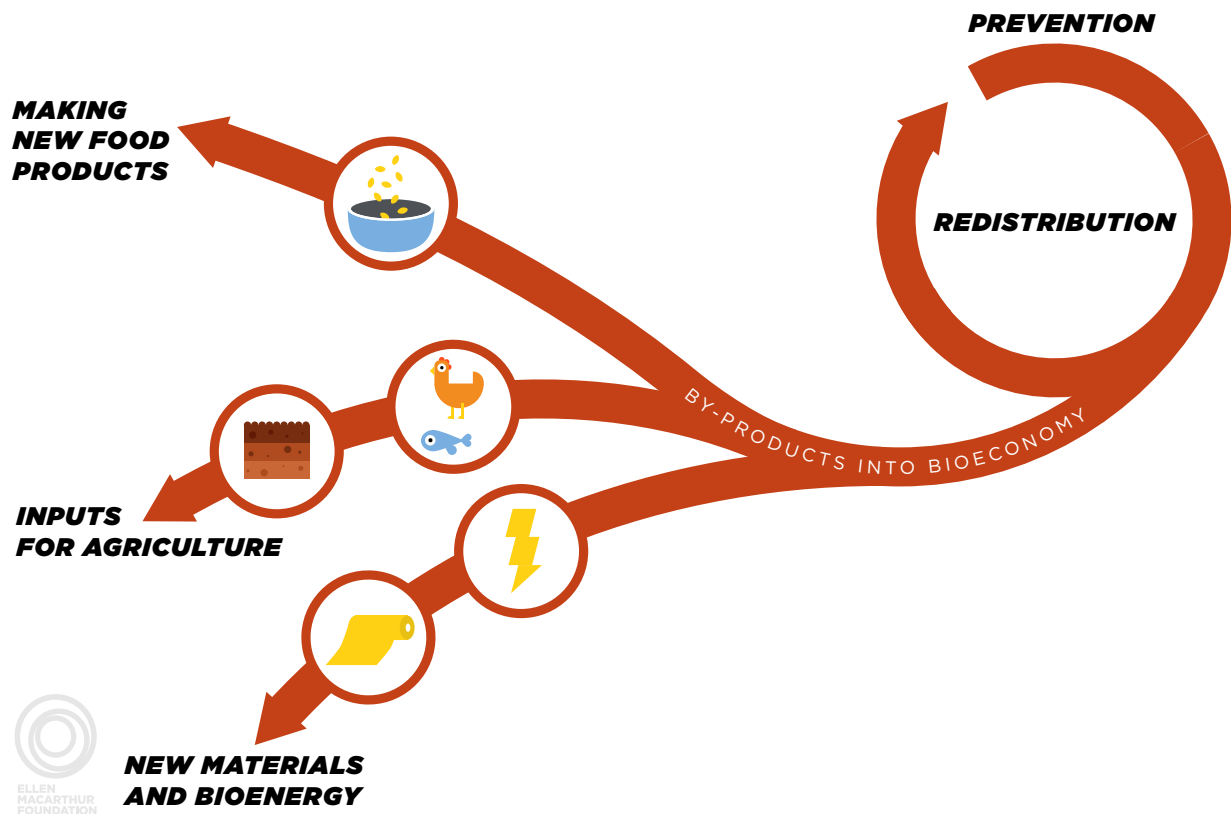 PREVENTION
MAKING
NEW FOOD
PRODUCTS
REDISTRIBUTION
BY-PRODUCTS INTO BIOECONOMY
INPUTS
FOR AGRICULTURE
NEW MATERIALS
AND BIOENERGY
ELLEN
MACARTHUR
FOUNDATION